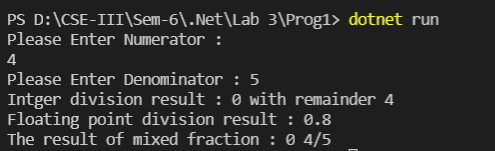 PS D:\CSE-III\Sem-6\.Net\Lab 3\Prog1> dotnet run
Please Enter Numerator :
4
Please Enter Denominator : 5
Intger division result : 0 with remainder 4
Floating point division result : 0.8
The result of mixed fraction : 0 4/5